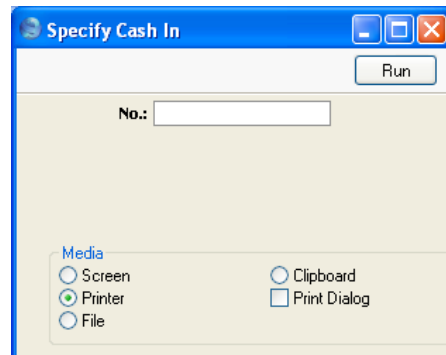 Specify Cash In
Run
No.:
Media
Screen
Clipboard
Printer
Print Dialog
File